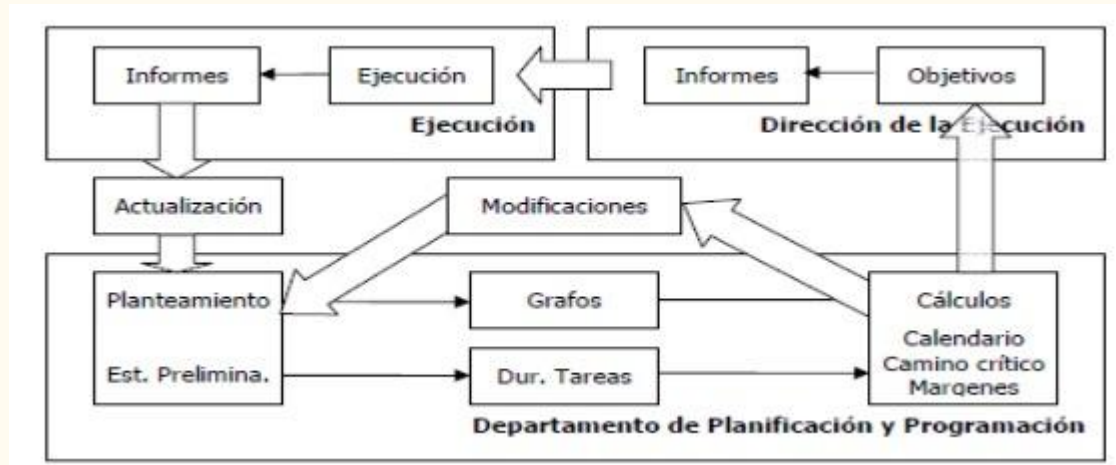 Informes
Ejecución
Ejecución
Informes
Objetivos
Dirección de la Ejecución
Actualización
Modificaciones
Planteamiento
Est. Prelimina.
Grafos
Dur. Tareas
Cálculos
Calendario
Camino crítico
Margenes
Departamento de Planificación y Programación